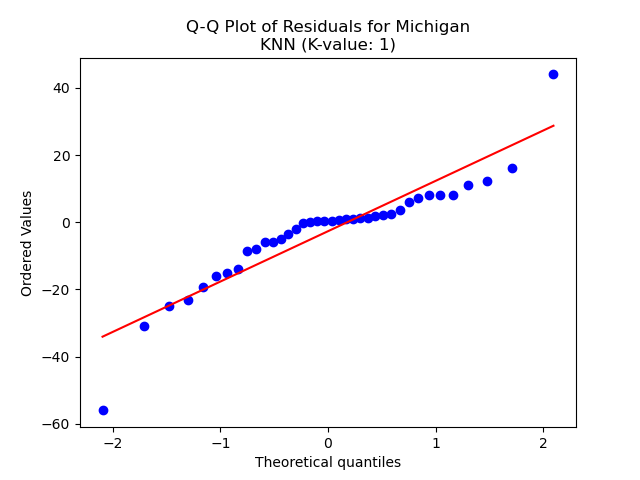 Q-Q Plot of Residuals for Michigan
KNN (K-value: 1)
40
20
0
−20
−40
−60
Ordered Values
−2
−1
0
1
2
Theoretical quantiles